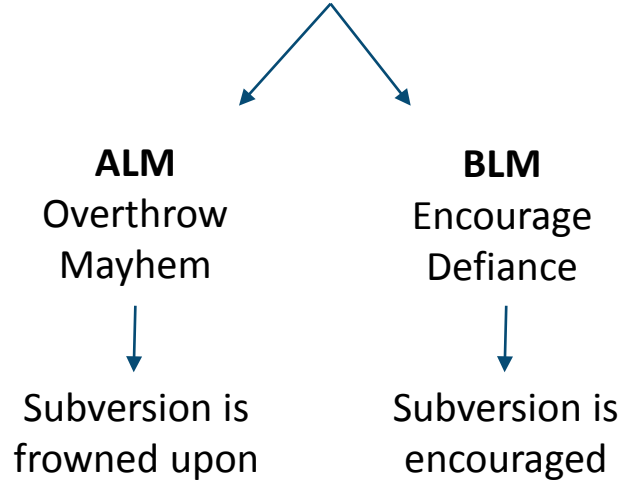 ALM
Overthrow
Mayhem
Subversion is
frowned upon
BLM
Encourage
Defiance
Subversion is
encouraged